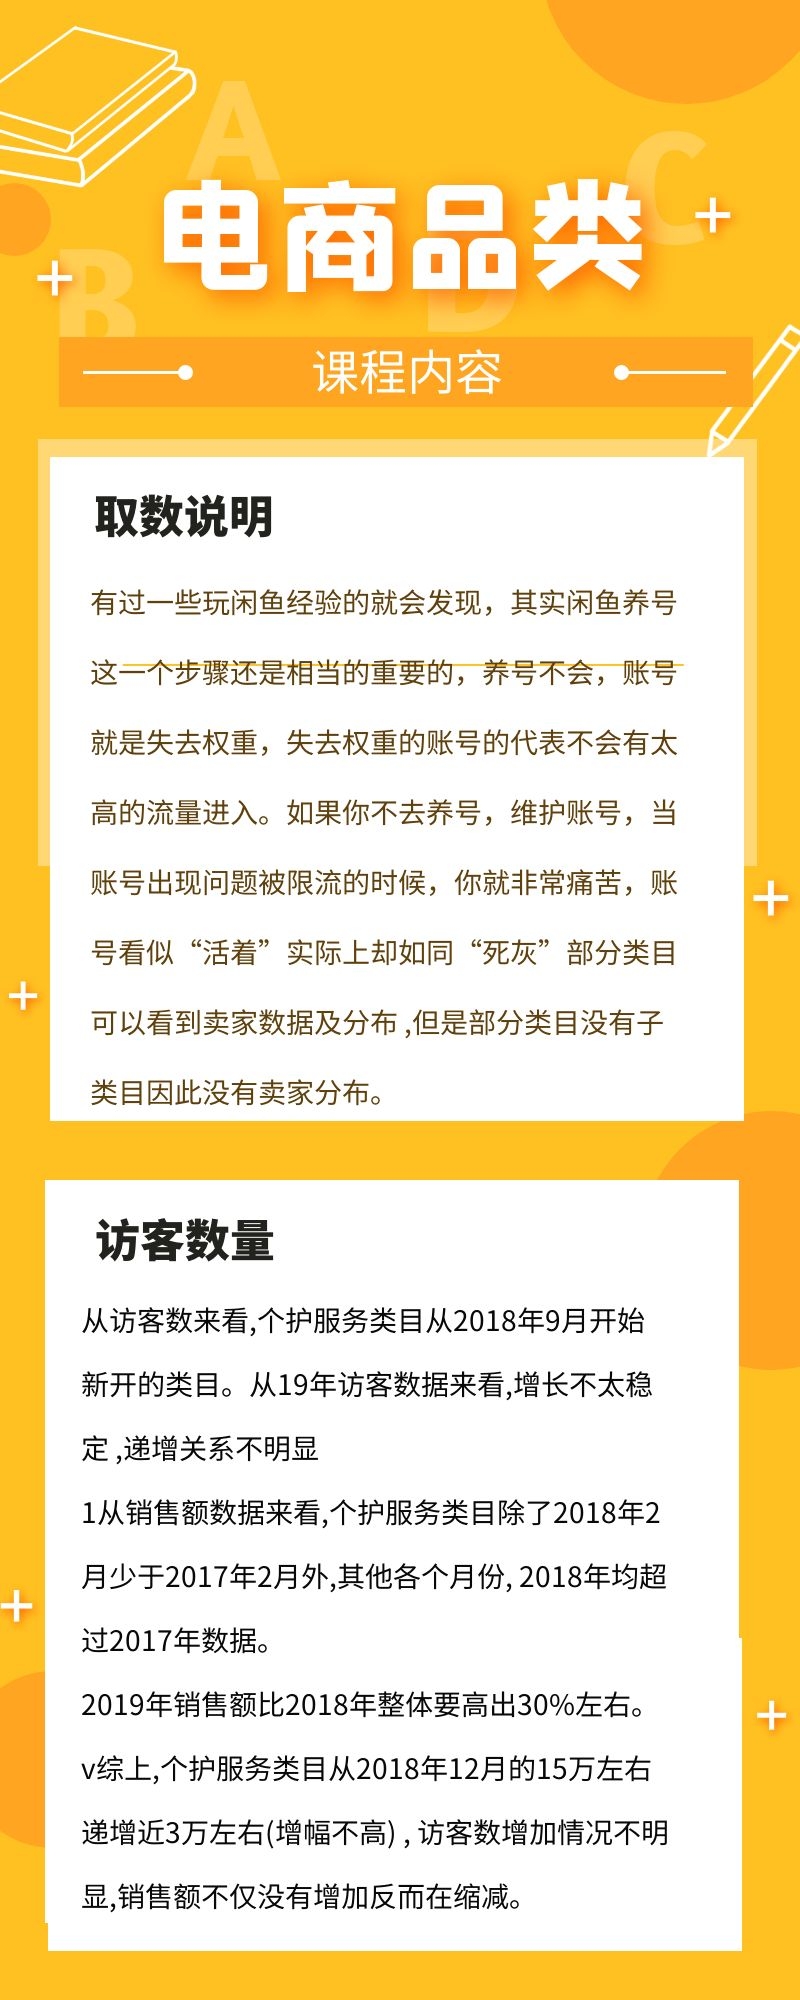 A
C
电商品类
B
D
课程内容
取数说明
有过一些玩闲鱼经验的就会发现，其实闲鱼养号
这一个步骤还是相当的重要的，养号不会，账号
就是失去权重，失去权重的账号的代表不会有太
高的流量进入。如果你不去养号，维护账号，当
账号出现问题被限流的时候，你就非常痛苦，账
号看似“活着”实际上却如同“死灰”部分类目
可以看到卖家数据及分布 ,但是部分类目没有子
类目因此没有卖家分布。
访客数量
从访客数来看,个护服务类目从2018年9月开始
新开的类目。从19年访客数据来看,增长不太稳
定 ,递增关系不明显
1从销售额数据来看,个护服务类目除了2018年2
月少于2017年2月外,其他各个月份, 2018年均超
过2017年数据。
2019年销售额比2018年整体要高出30%左右。
v综上,个护服务类目从2018年12月的15万左右
递增近3万左右(增幅不高) , 访客数增加情况不明
显,销售额不仅没有增加反而在缩减。